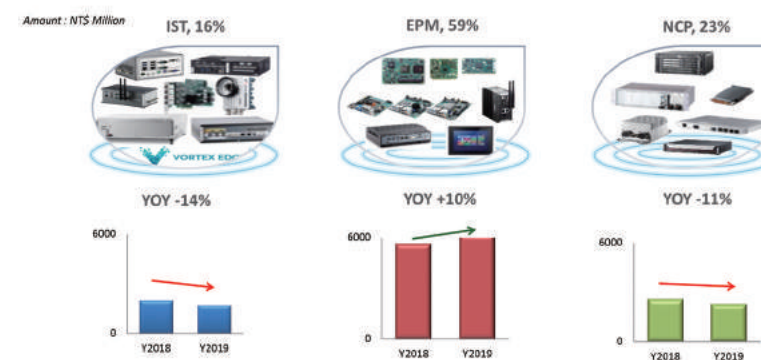 Amount : NT$ Million
IST, 16%
EPM, 59%
NCP, 23%
VORTEX EDG
YOY -14%
YOY +10%
YOY -11%
6000
0
Y2018 Y2019
6000
0
Y2018 Y2019
6000
0
Y2018 Y2019